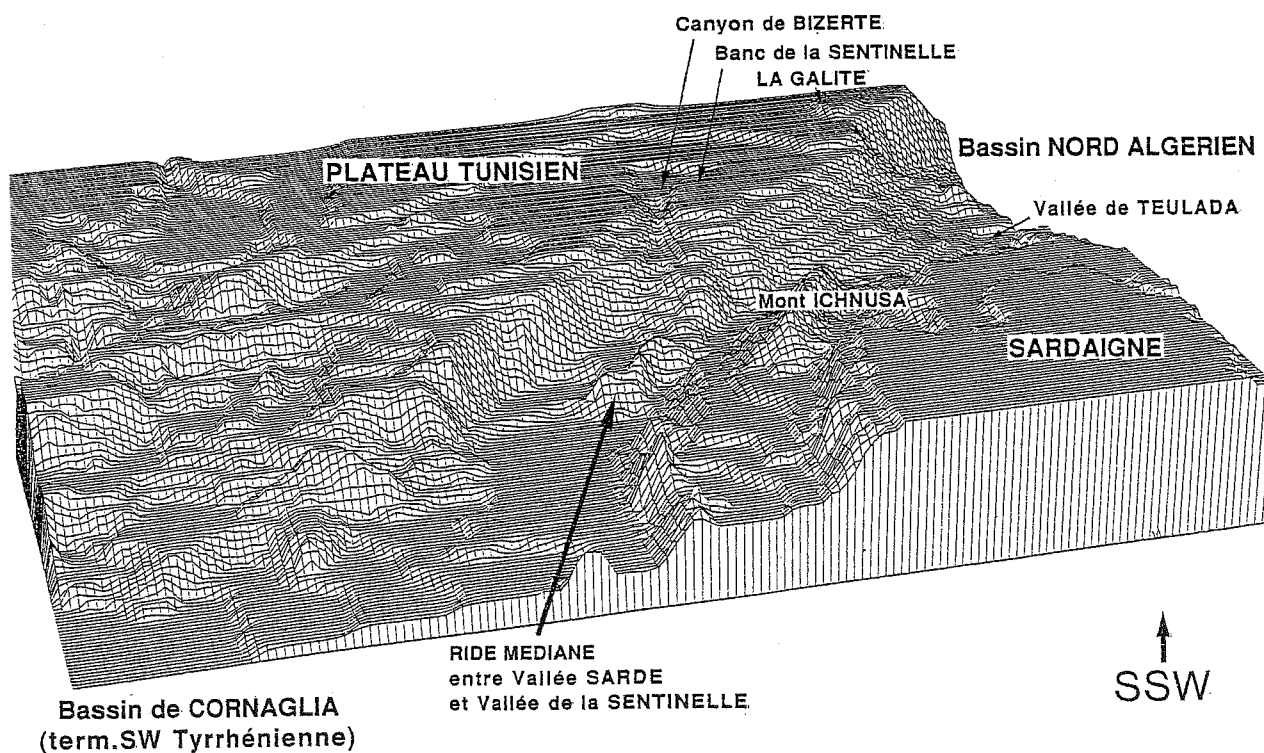 Canyon de BIZERTE
Banc de la SENTINELLE
LA GALITE
PLATEAU TUNISIEN
Bassin NORD ALGERIEN
Vallée de TEULADA
Mont ICHNUSA
SARDAIGNE
RIDE MEDIANE
entre Vallée SARDE
et Vallée de la SENTINELLE
SSW
Bassin de CORNAGLIA
(term.SW Tyrrhénienne)